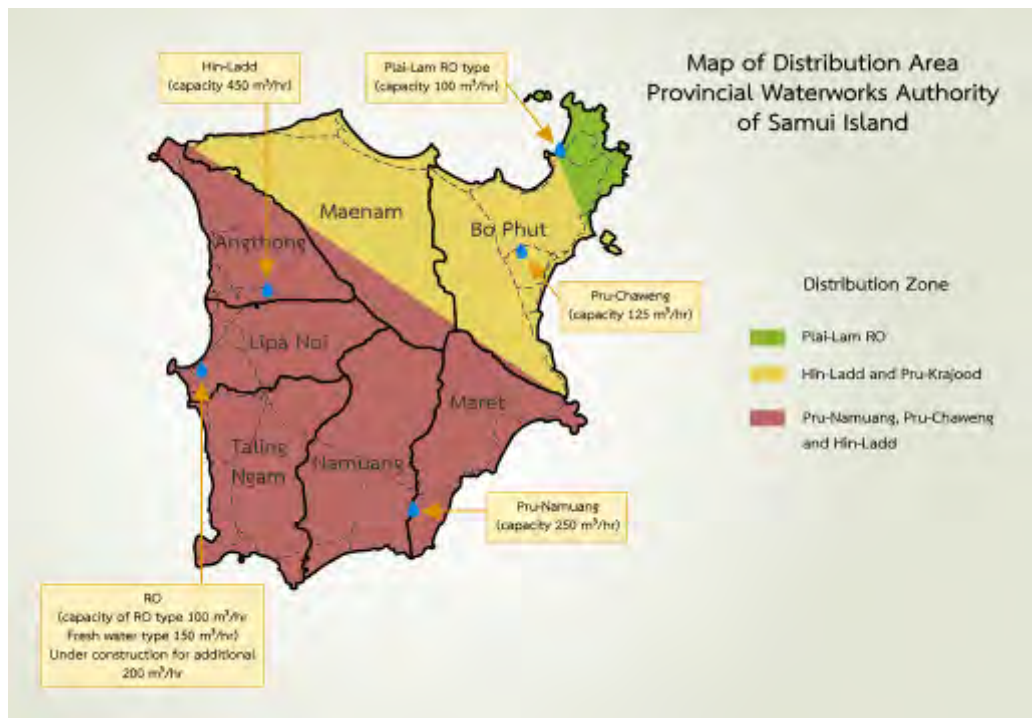 Hin-Ladd
(capacity 450 m³/hr)
Plai-Lam RO type
(capacity 100 m³/hr)
Map of Distribution Area
Provincial Waterworks Authority
of Samui Island
Maenam
Bo Phut
Angthong
Pru-Chaweng
(capacity 125 m³/hr)
Distribution Zone
Plai-Lam RO
Hin-Ladd and Pru-Krajood
Pru-Namuang, Pru-Chaweng
and Hin-Ladd
Lipa Noi
Maret
Taling
Ngam
Namuang
Pru-Namuang
(capacity 250 m³/hr)
RO
(capacity of RO type 100 m³/hr
Fresh water type 150 m³/hr)
Under construction for additional
200 m³/hr